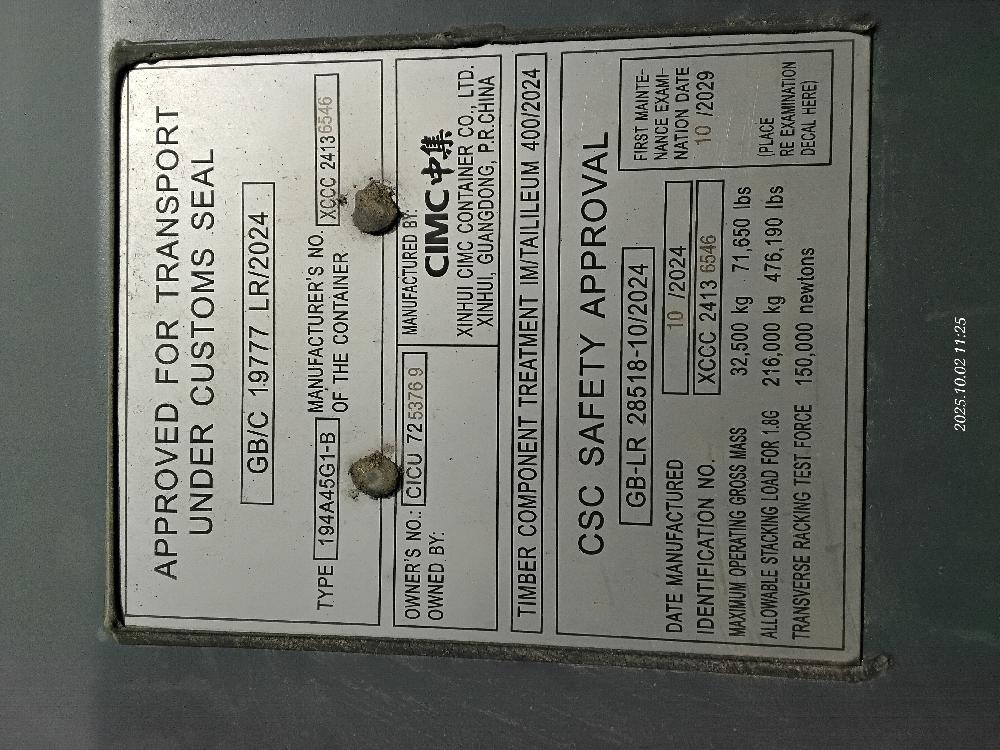 APPROVED FOR TRANSPORT
UNDER CUSTOMS SEAL
GB/C 19777 LR/2024
TYPE 194A45G1-B MANUFACTURER'S NO. XCCC 2413 6546
OF THE CONTAINER
OWNER'S NO.: CICU 725376 9
OWNED BY:
MANUFACTURED BY:
CIMC中集
XINHUI CIMC CONTAINER CO., LTD.
XINHUI, GUANGDONG, P.R.CHINA
TIMBER COMPONENT TREATMENT IM/TAILILEUM 400/2024
CSC SAFETY APPROVAL
GB-LR 28518-10/2024
DATE MANUFACTURED 10 /2024
IDENTIFICATION NO. XCCC 2413 6546
MAXIMUM OPERATING GROSS MASS 32,500 kg 71,650 lbs
ALLOWABLE STACKING LOAD FOR 1.8G 216,000 kg 476,190 lbs
TRANSVERSE RACKING TEST FORCE 150,000 newtons
FIRST MAINTE-
NANCE EXAMI-
NATION DATE
10 /2029
(PLACE
RE EXAMINATION
DECAL HERE)
2025.10.02 11:25